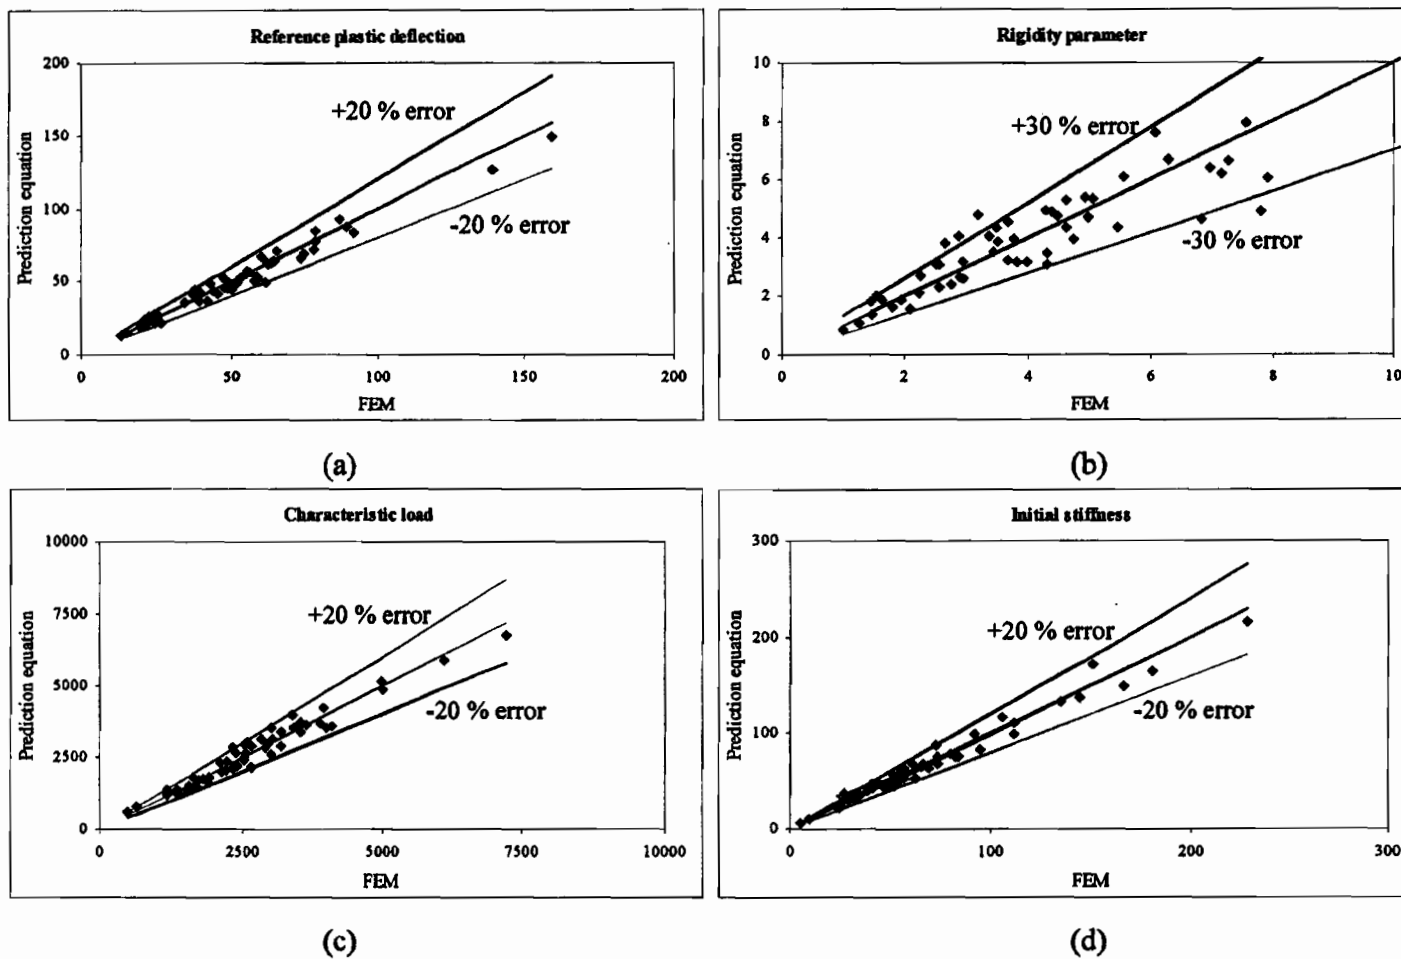 Reference plastic deflection
200
150
100
50
0
0 50 100 150 200
+20 % error
-20 % error
Prediction equation
FEM
(a)
Rigidity parameter
10
8
6
4
2
0
0 2 4 6 8 10
+30 % error
-30 % error
Prediction equation
FEM
(b)
Characteristic load
10000
7500
5000
2500
0
0 2500 5000 7500 10000
+20 % error
-20 % error
Prediction equation
FEM
(c)
Initial stiffness
300
200
100
0
0 100 200 300
+20 % error
-20 % error
Prediction equation
FEM
(d)